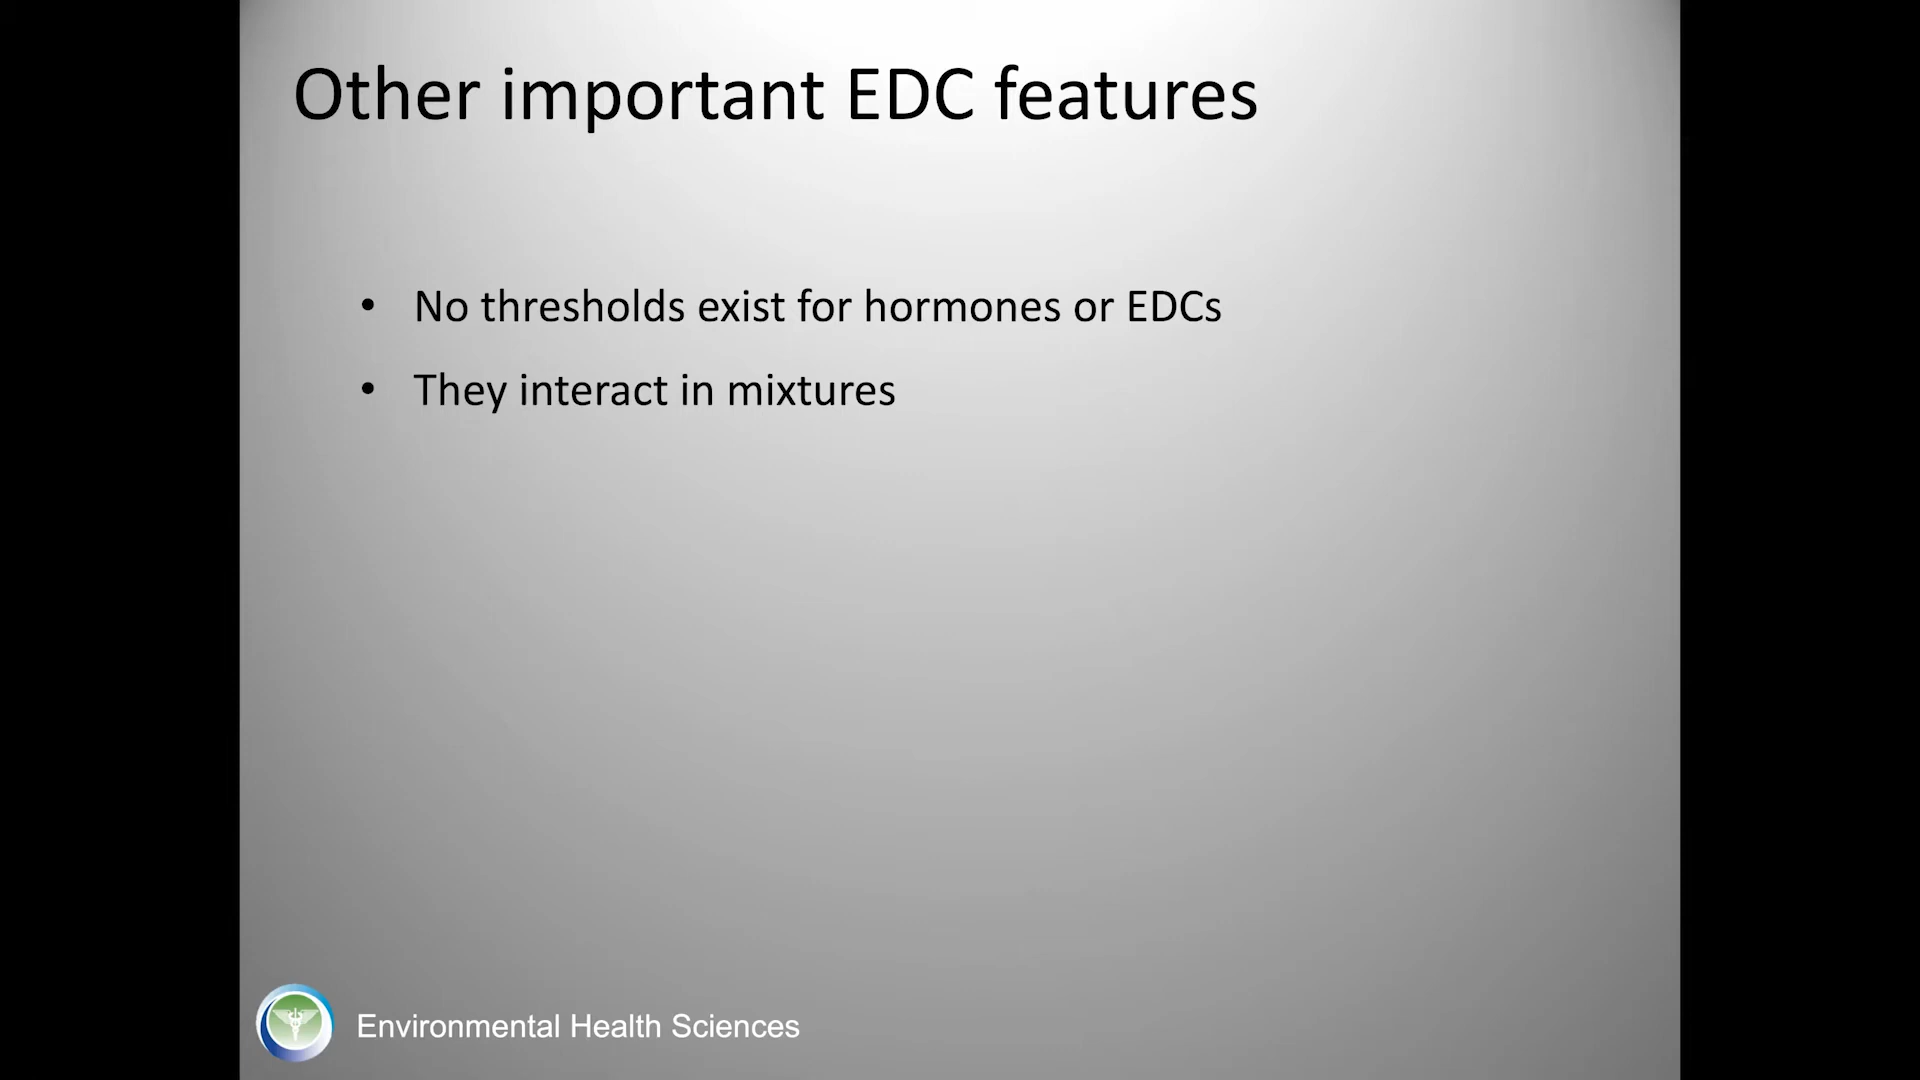 Other important EDC features
• No thresholds exist for hormones or EDCs
• They interact in mixtures
Environmental Health Sciences